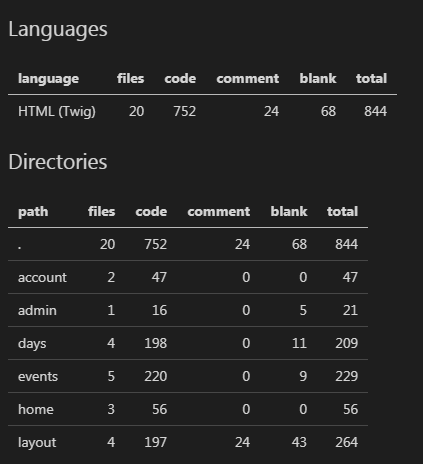 Languages
language files code comment blank total
HTML (Twig) 20 752 24 68 844
Directories
path files code comment blank total
. 20 752 24 68 844
account 2 47 0 0 47
admin 1 16 0 5 21
days 4 198 0 11 209
events 5 220 0 9 229
home 3 56 0 0 56
layout 4 197 24 43 264